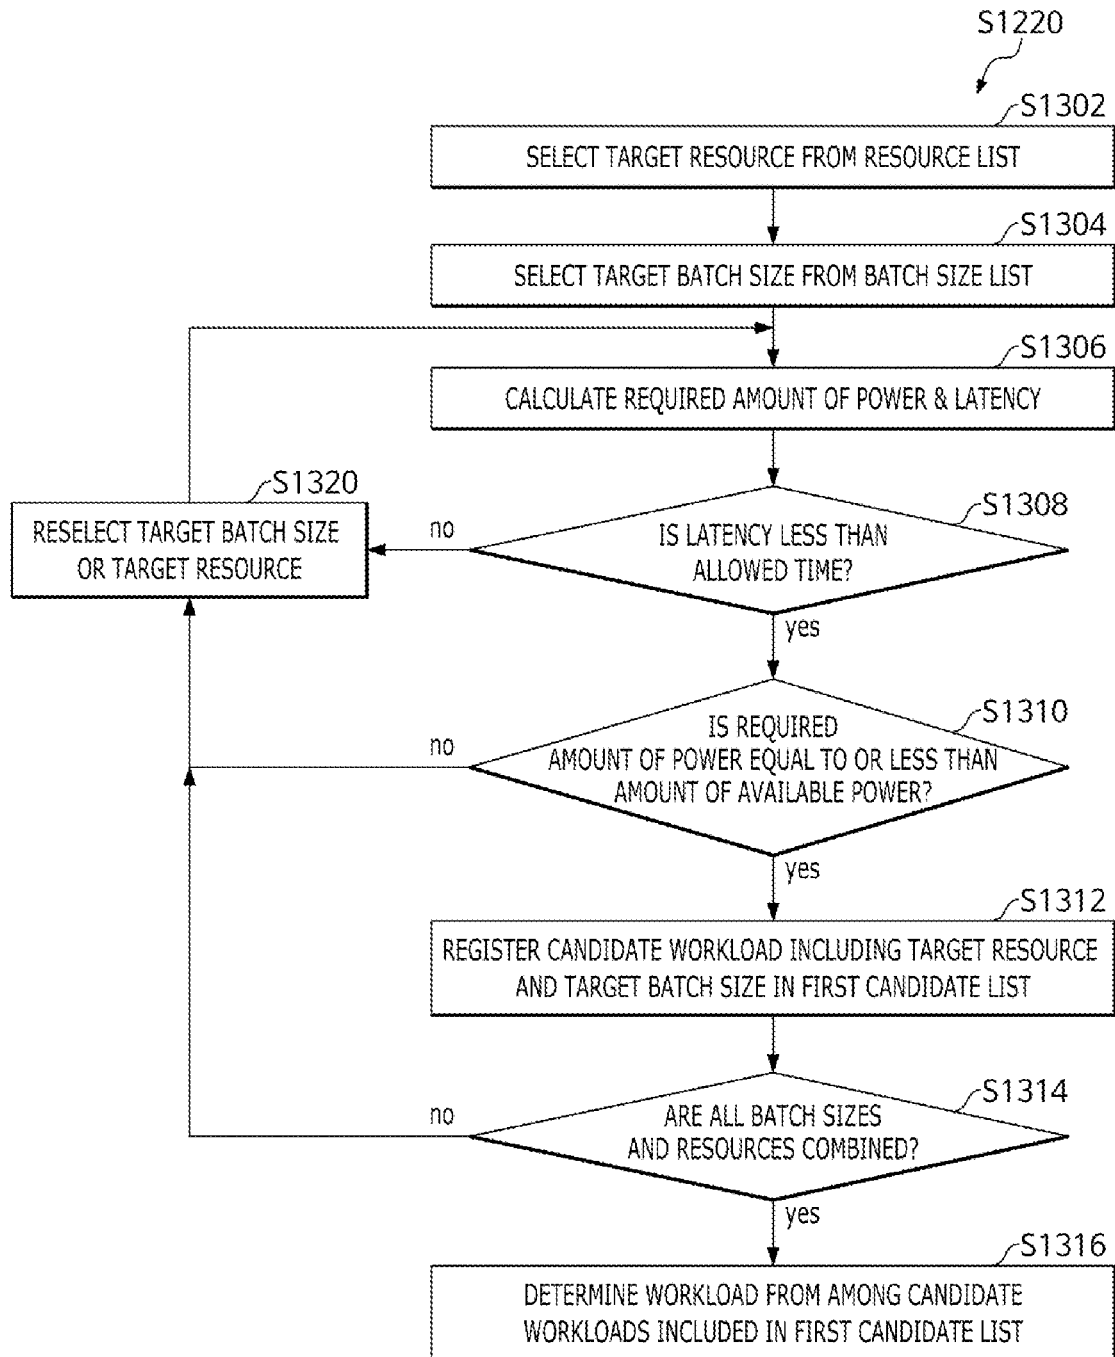 S1220
S1302
SELECT TARGET RESOURCE FROM RESOURCE LIST
S1304
SELECT TARGET BATCH SIZE FROM BATCH SIZE LIST
S1306
CALCULATE REQUIRED AMOUNT OF POWER & LATENCY
S1320
RESELECT TARGET BATCH SIZE
OR TARGET RESOURCE
no
S1308
IS LATENCY LESS THAN
ALLOWED TIME?
yes
S1310
no
IS REQUIRED
AMOUNT OF POWER EQUAL TO OR LESS THAN
AMOUNT OF AVAILABLE POWER?
yes
S1312
REGISTER CANDIDATE WORKLOAD INCLUDING TARGET RESOURCE
AND TARGET BATCH SIZE IN FIRST CANDIDATE LIST
S1314
no
ARE ALL BATCH SIZES
AND RESOURCES COMBINED?
yes
S1316
DETERMINE WORKLOAD FROM AMONG CANDIDATE
WORKLOADS INCLUDED IN FIRST CANDIDATE LIST